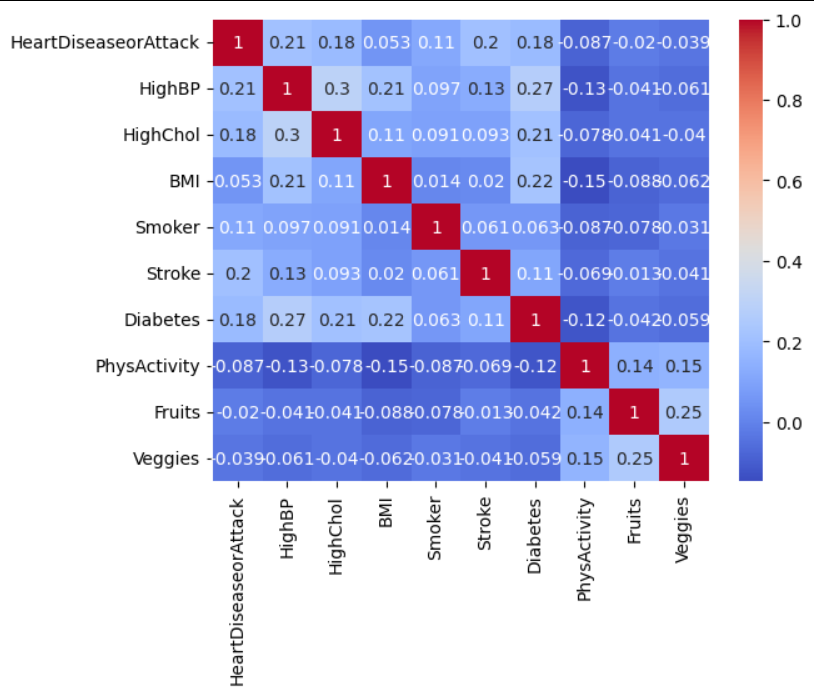 HeartDiseaseorAttack 1 0.21 0.18 0.053 0.11 0.2 0.18 -0.087 -0.02 -0.039
HighBP 0.21 1 0.3 0.21 0.097 0.13 0.27 -0.13 -0.041 -0.061
HighChol 0.18 0.3 1 0.11 0.091 0.093 0.21 -0.078 -0.041 -0.04
BMI 0.053 0.21 0.11 1 0.014 0.02 0.22 -0.15 -0.088 -0.062
Smoker 0.11 0.097 0.091 0.014 1 0.061 0.063 -0.087 -0.078 -0.031
Stroke 0.2 0.13 0.093 0.02 0.061 1 0.11 -0.069 -0.013 -0.041
Diabetes 0.18 0.27 0.21 0.22 0.063 0.11 1 -0.12 -0.042 -0.059
PhysActivity -0.087 -0.13 -0.078 -0.15 -0.087 -0.069 -0.12 1 0.14 0.15
Fruits -0.02 -0.041 -0.041 -0.088 -0.078 -0.013 -0.042 0.14 1 0.25
Veggies -0.039 -0.061 -0.04 -0.062 -0.031 -0.041 -0.059 0.15 0.25 1
HeartDiseaseorAttack
HighBP
HighChol
BMI
Smoker
Stroke
Diabetes
PhysActivity
Fruits
Veggies
1.0
0.8
0.6
0.4
0.2
0.0